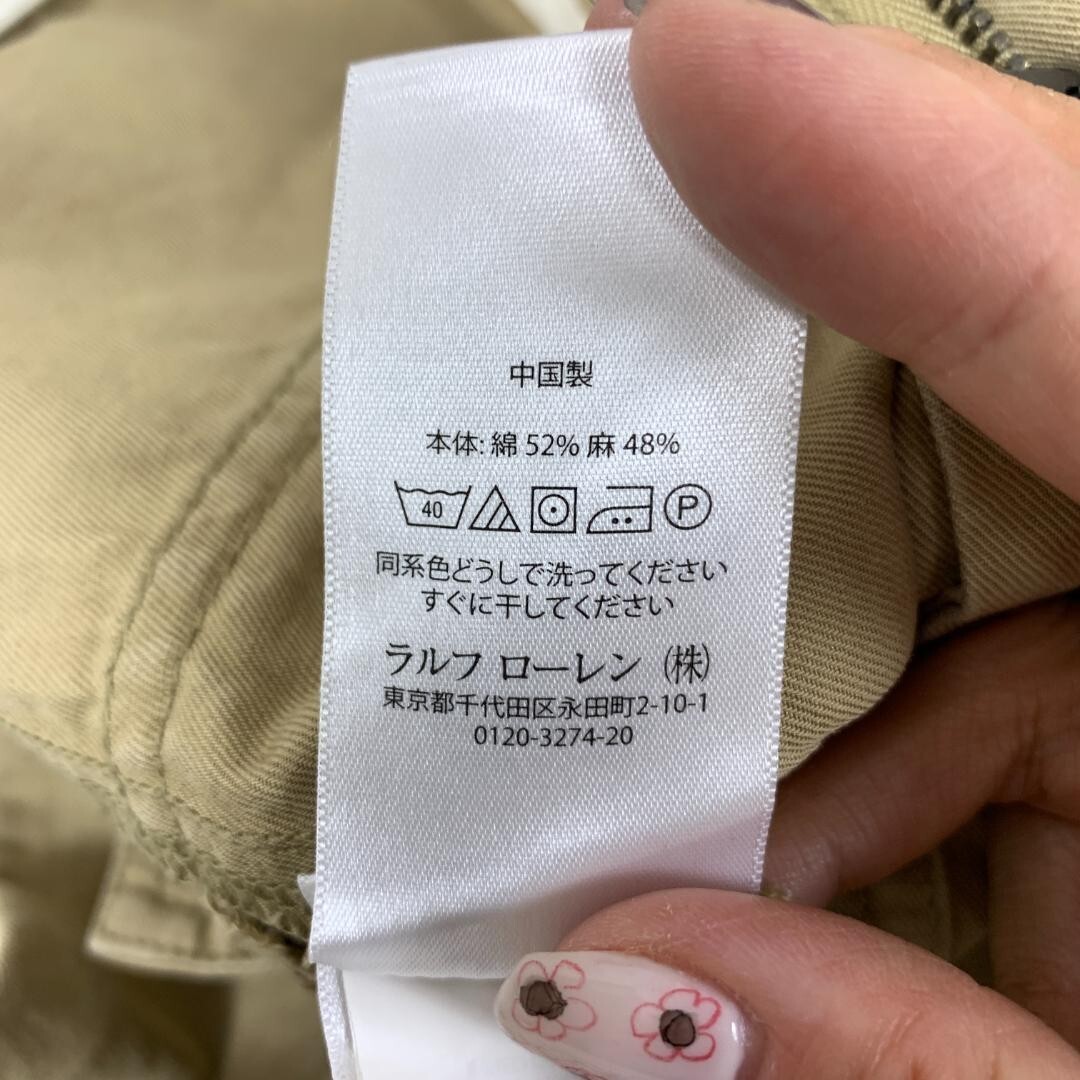 中国製
本体: 綿 52% 麻 48%
40 P
同系色どうしで洗ってください
すぐに干してください
ラルフ ローレン (株)
東京都千代田区永田町2-10-1
0120-3274-20